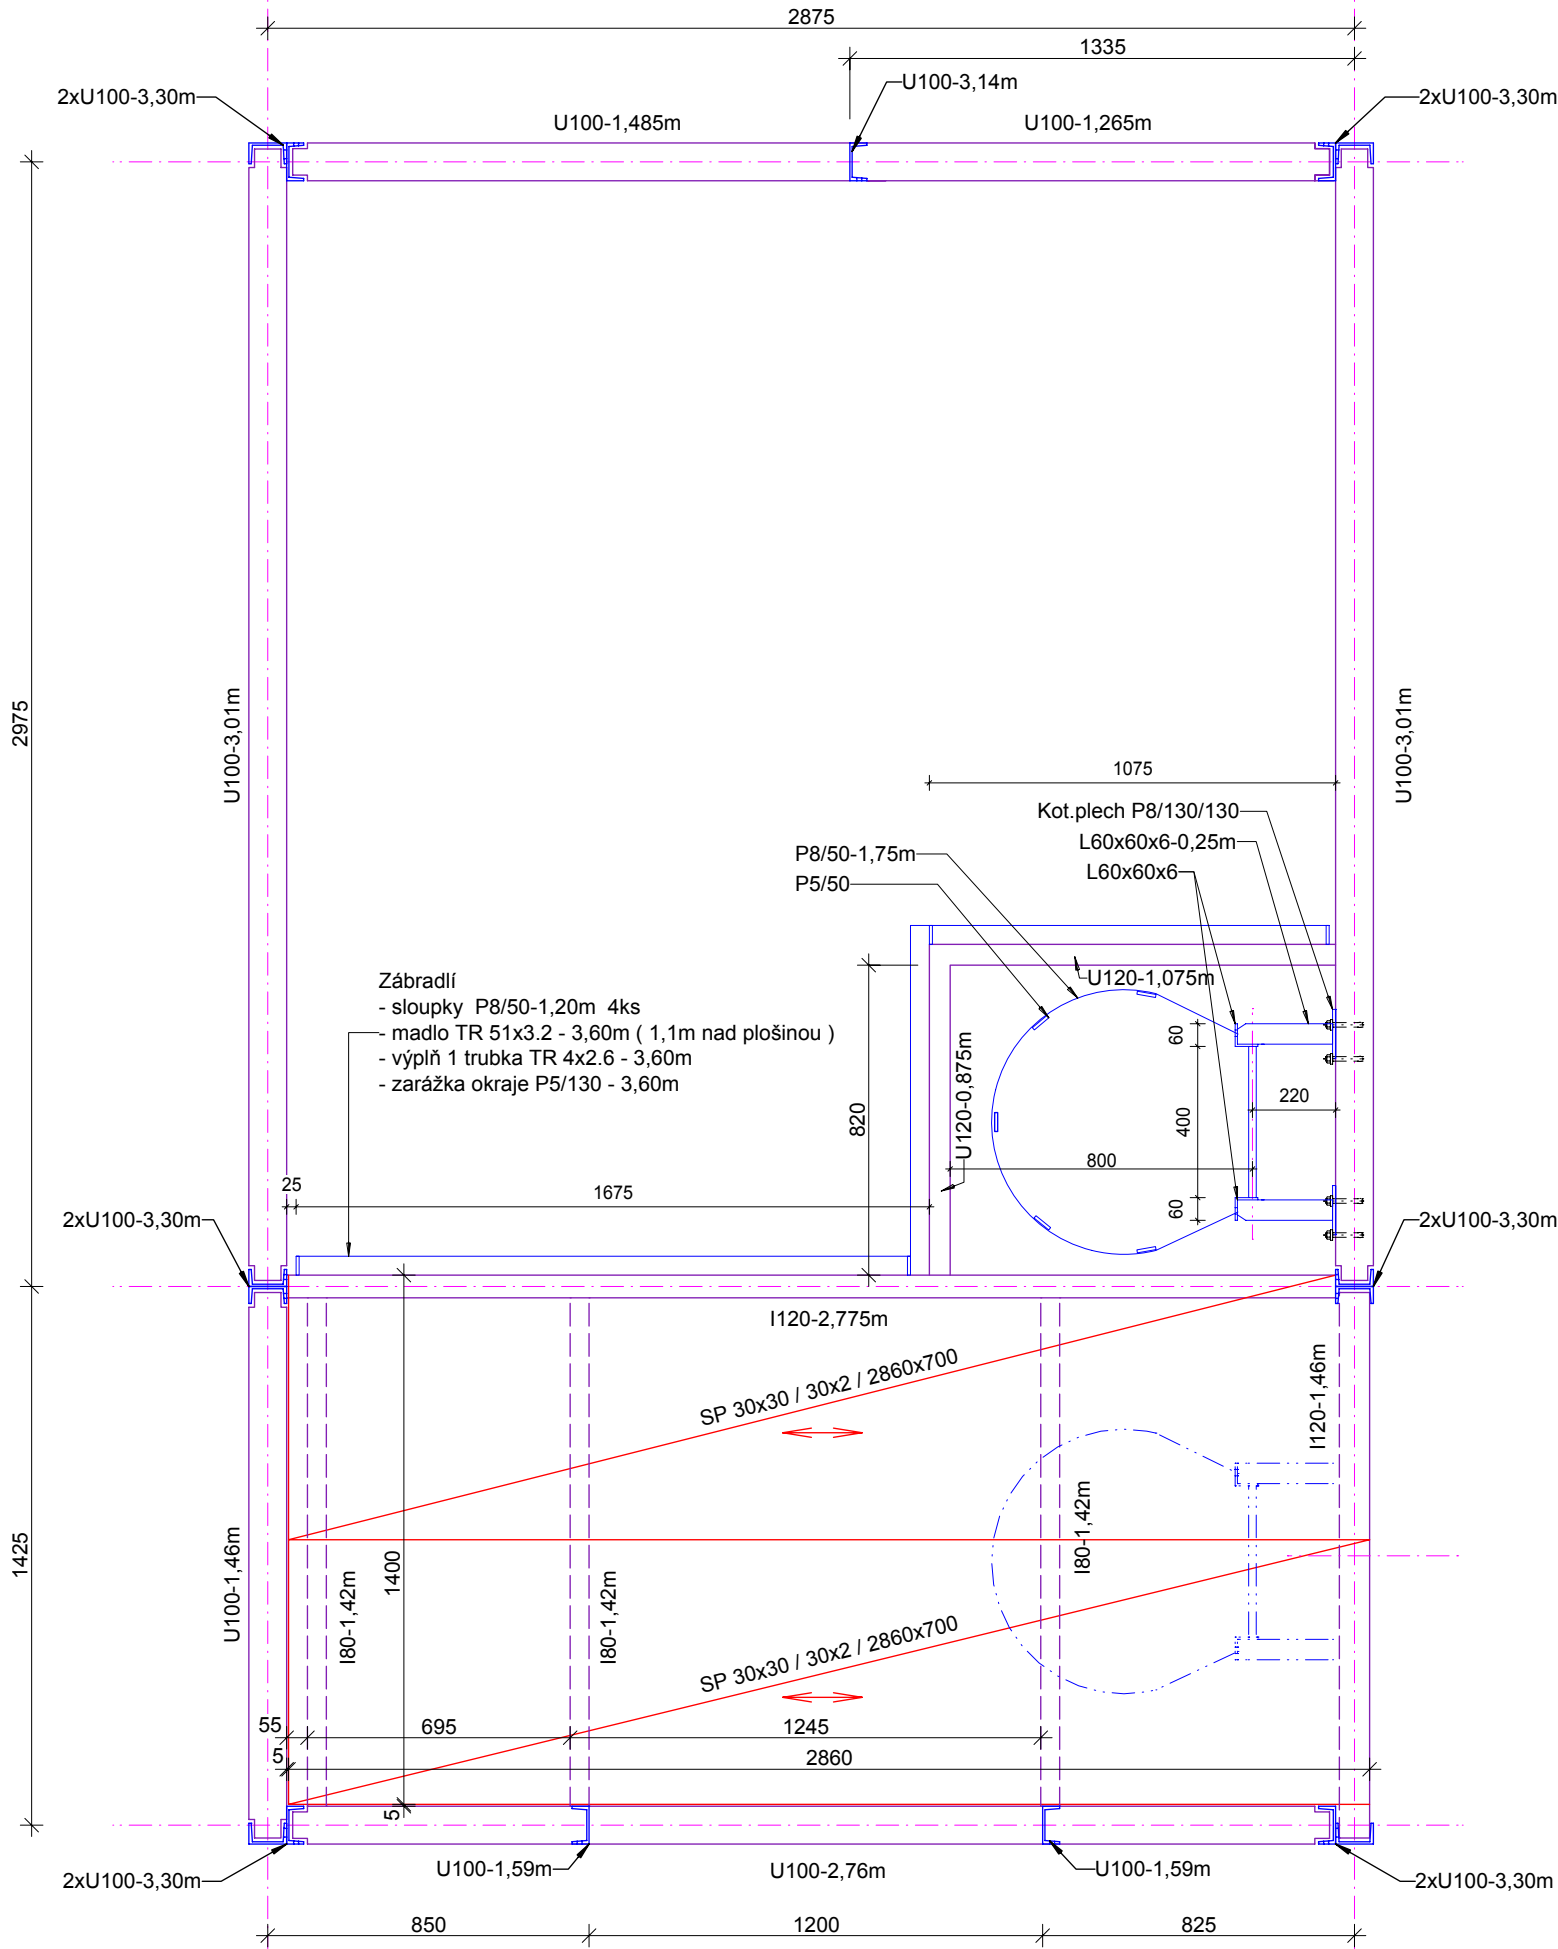 2875
1335
U100-3,14m
2xU100-3,30m
2xU100-3,30m
U100-1,485m
U100-1,265m
2975
U100-3,01m
U100-3,01m
1075
Kot.plech P8/130/130
L60x60x6-0,25m
L60x60x6
P8/50-1,75m
P5/50
U120-1,075m
Zábradlí
- sloupky P8/50-1,20m 4ks
- madlo TR 51x3.2 - 3,60m ( 1,1m nad plošinou )
- výplň 1 trubka TR 4x2.6 - 3,60m
- zarážka okraje P5/130 - 3,60m
60
820
U120-0,875m
400
220
800
25
1675
60
2xU100-3,30m
2xU100-3,30m
I120-2,775m
SP 30x30 / 30x2 / 2860x700
I120-1,46m
1425
U100-1,46m
1400
I80-1,42m
I80-1,42m
I80-1,42m
SP 30x30 / 30x2 / 2860x700
55
695
1245
5
2860
5
2xU100-3,30m
U100-1,59m
U100-2,76m
U100-1,59m
2xU100-3,30m
850
1200
825